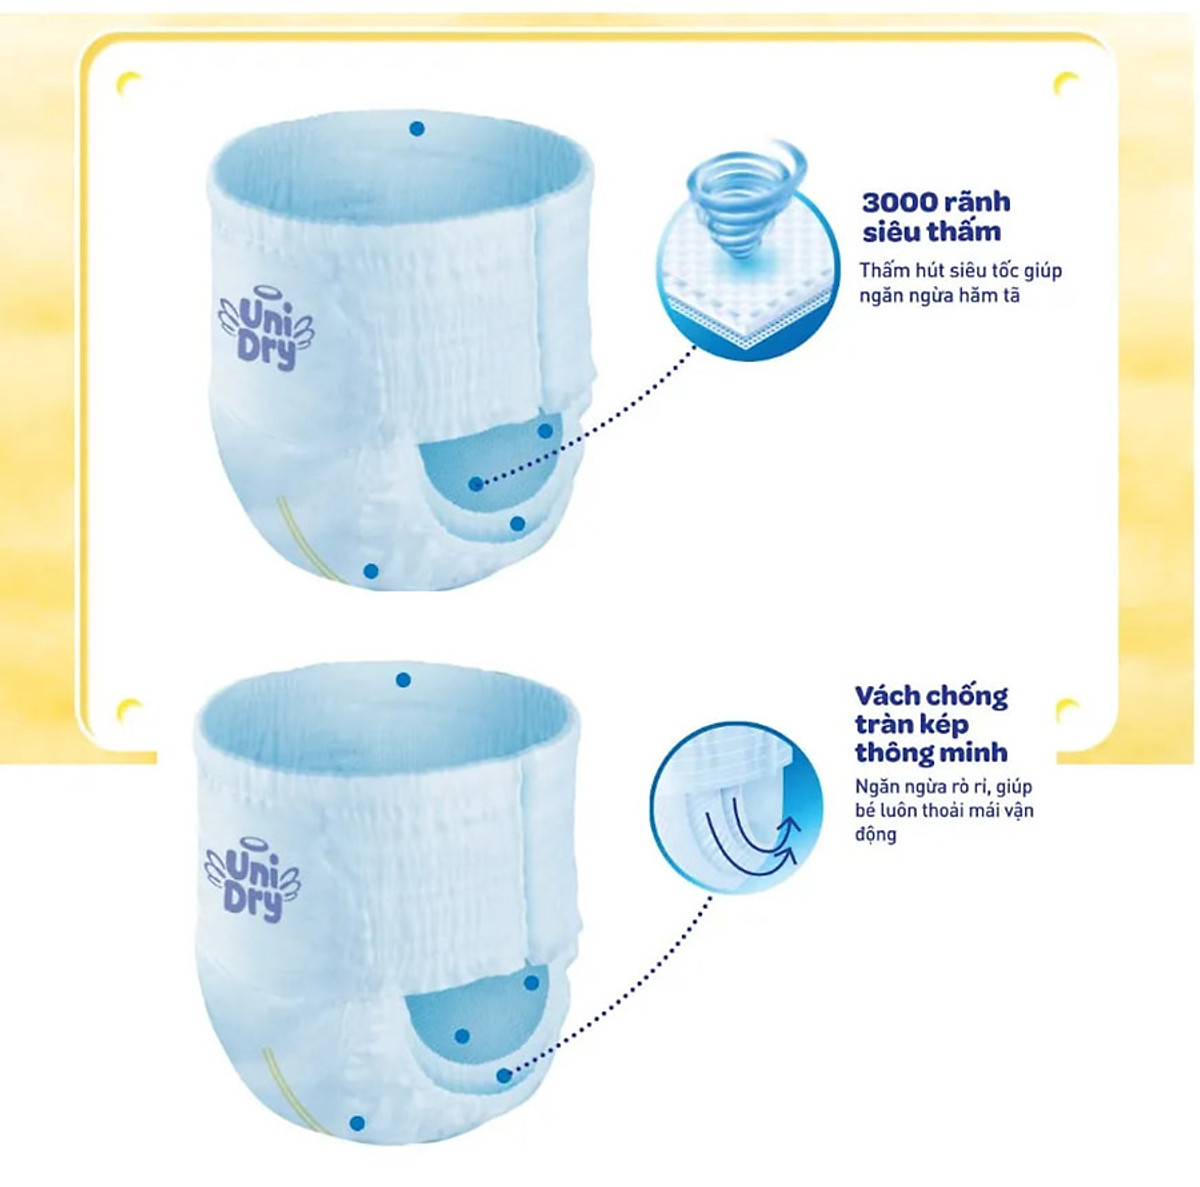 3000 rãnh
siêu thấm
Thấm hút siêu tốc giúp
ngăn ngừa hăm tã
Uni
Dry
Vách chống
tràn kép
thông minh
Ngăn ngừa rò rỉ, giúp
bé luôn thoải mái vận
động
Uni
Dry